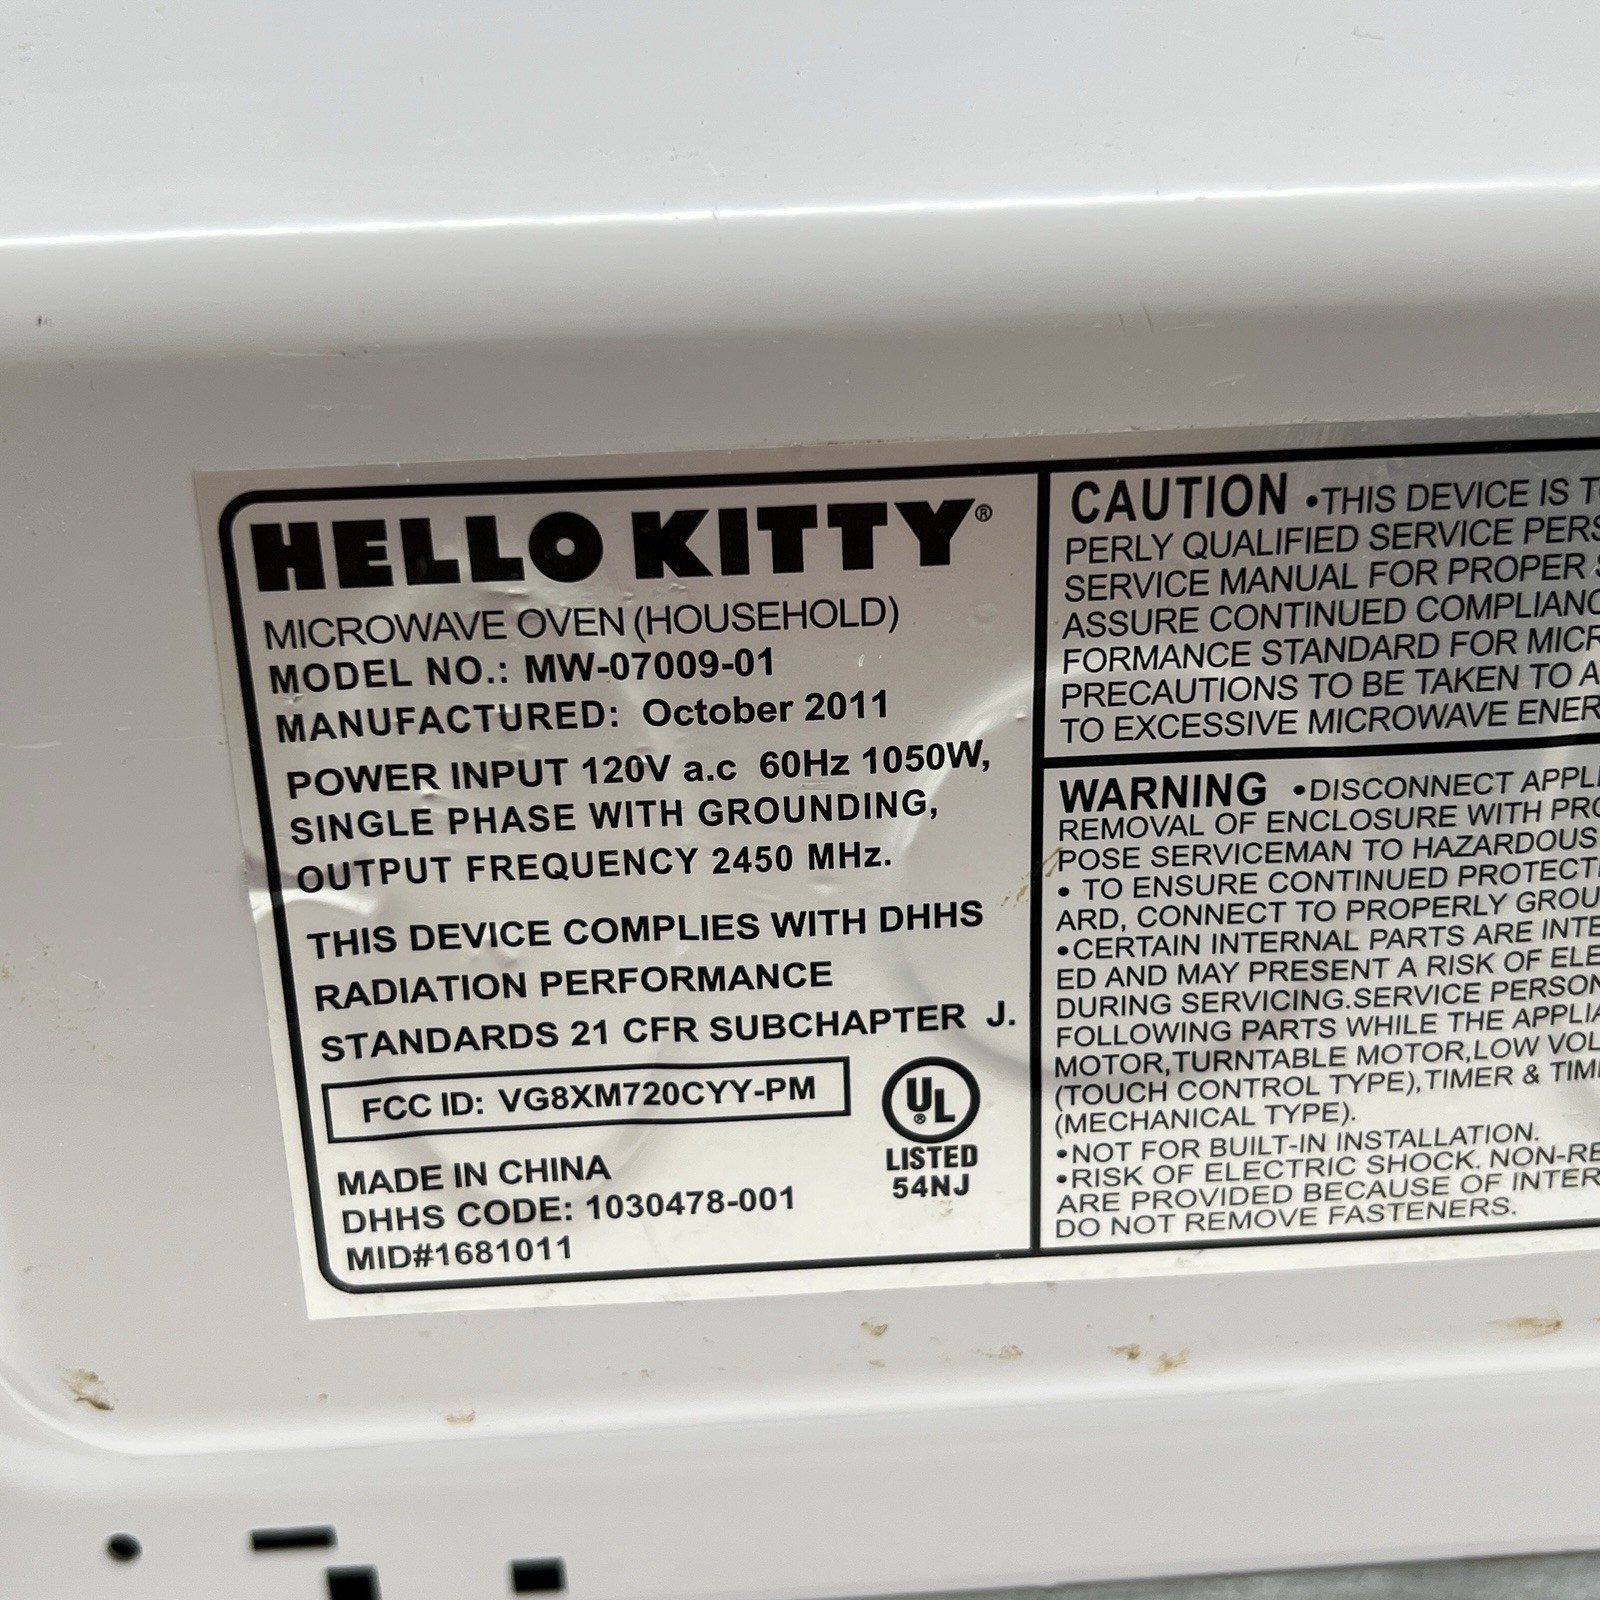 HELLO KITTY®
MICROWAVE OVEN (HOUSEHOLD)
MODEL NO.: MW-07009-01
MANUFACTURED: October 2011
POWER INPUT 120V a.c 60Hz 1050W,
SINGLE PHASE WITH GROUNDING,
OUTPUT FREQUENCY 2450 MHz.
THIS DEVICE COMPLIES WITH DHHS
RADIATION PERFORMANCE
STANDARDS 21 CFR SUBCHAPTER J.
FCC ID: VG8XM720CYY-PM
UL®
LISTED
54NJ
MADE IN CHINA
DHHS CODE: 1030478-001
MID#1681011
CAUTION •THIS DEVICE IS
PERLY QUALIFIED SERVICE
SERVICE MANUAL FOR PROPER
ASSURE CONTINUED
FORMANCE STANDARD FOR
PRECAUTIONS TO BE TAKEN TO
TO EXCESSIVE MICROWAVE
WARNING •DISCONNECT
REMOVAL OF ENCLOSURE WITH
POSE SERVICEMAN TO HAZARDOUS
• TO ENSURE CONTINUED
ARD, CONNECT TO PROPERLY
•CERTAIN INTERNAL PARTS ARE
ED AND MAY PRESENT A RISK OF
DURING SERVICING.SERVICE
FOLLOWING PARTS WHILE THE
MOTOR,TURNTABLE MOTOR,LOW
(TOUCH CONTROL TYPE),TIMER &
(MECHANICAL TYPE).
•NOT FOR BUILT-IN INSTALLATION.
•RISK OF ELECTRIC SHOCK.
ARE PROVIDED BECAUSE OF
DO NOT REMOVE FASTENERS.